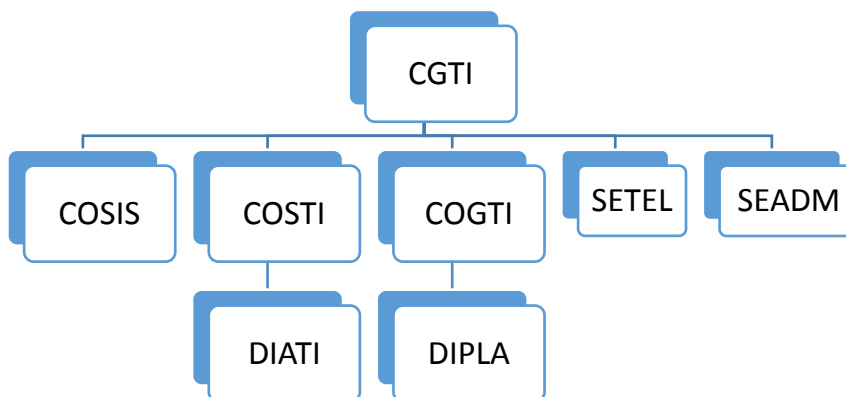 CGTI
COSIS
COSTI
COGTI
SETEL
SEADM
DIATI
DIPLA